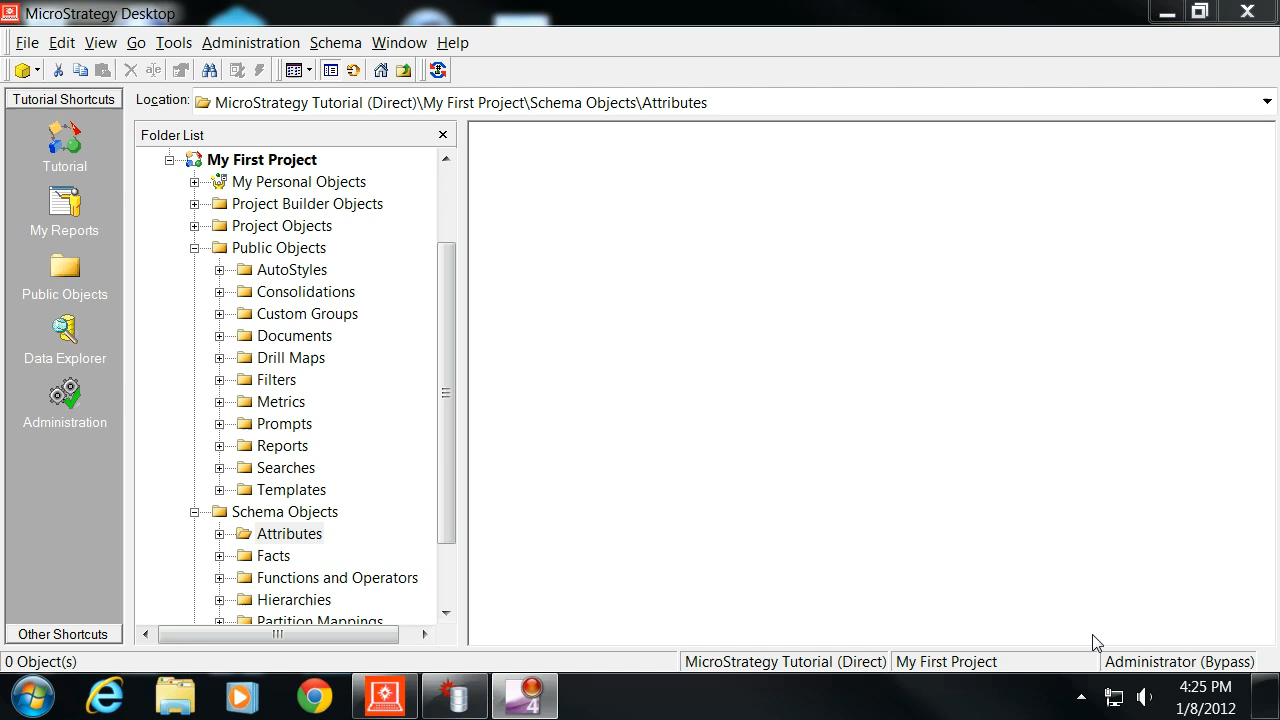 MicroStrategy Desktop
File Edit View Go Tools Administration Schema Window Help
Tutorial Shortcuts
Location: MicroStrategy Tutorial (Direct)\My First Project\Schema Objects\Attributes
Folder List
Tutorial
My Reports
Public Objects
Data Explorer
Administration
Other Shortcuts
My First Project
My Personal Objects
Project Builder Objects
Project Objects
Public Objects
AutoStyles
Consolidations
Custom Groups
Documents
Drill Maps
Filters
Metrics
Prompts
Reports
Searches
Templates
Schema Objects
Attributes
Facts
Functions and Operators
Hierarchies
Partition Mappings
0 Object(s)
MicroStrategy Tutorial (Direct)
My First Project
Administrator (Bypass)
4
4:25 PM
1/8/2012